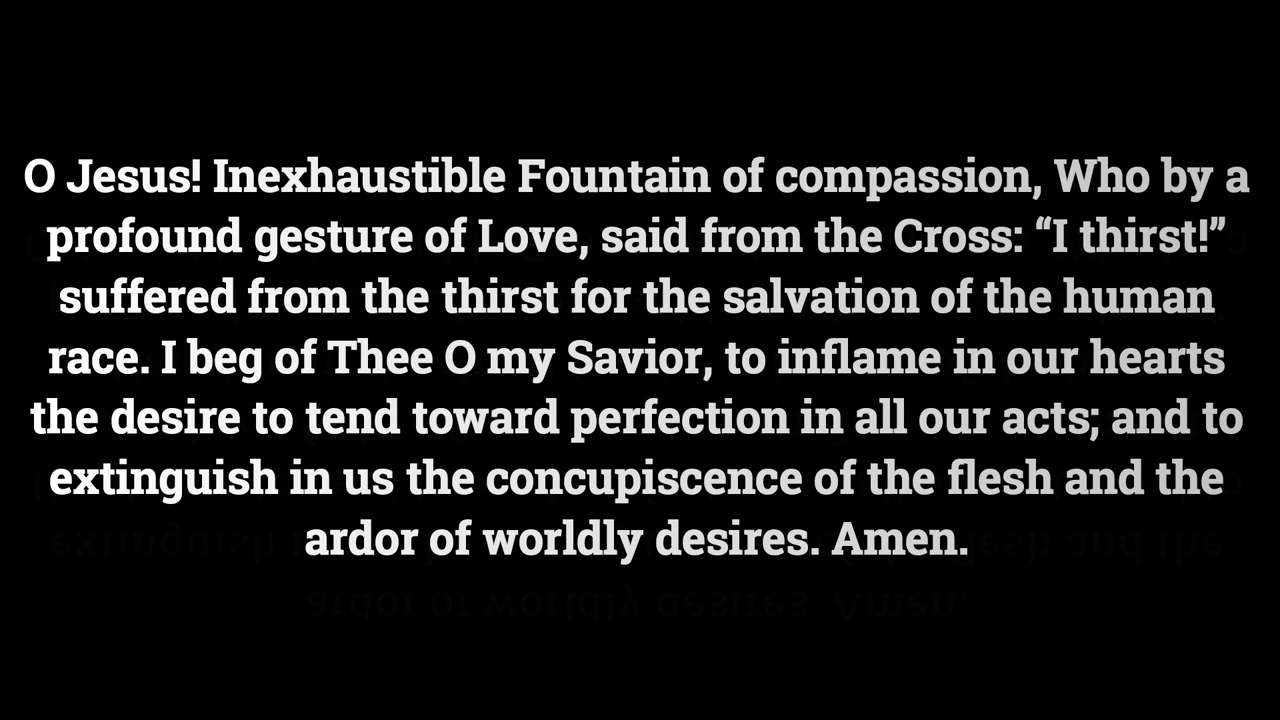 O Jesus! Inexhaustible Fountain of compassion, Who by a
profound gesture of Love, said from the Cross: “I thirst!”
suffered from the thirst for the salvation of the human
race. I beg of Thee O my Savior, to inflame in our hearts
the desire to tend toward perfection in all our acts; and to
extinguish in us the concupiscence of the flesh and the
ardor of worldly desires. Amen.